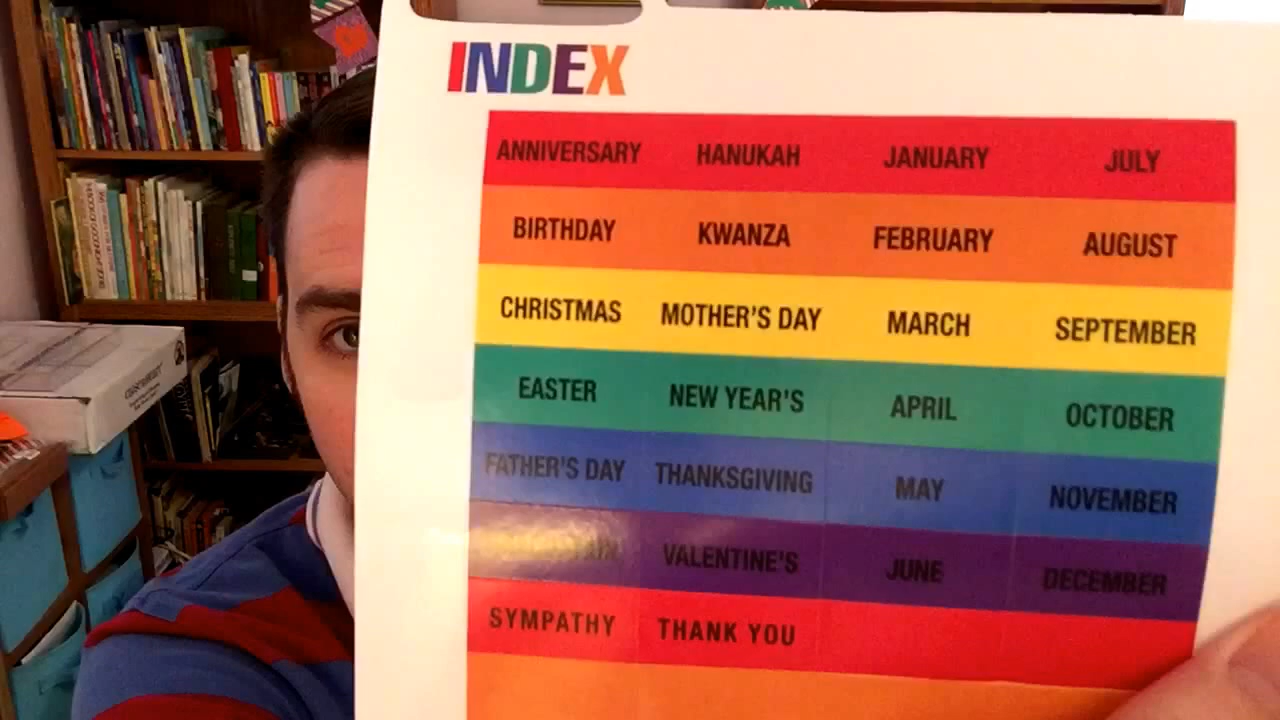 INDEX
ANNIVERSARY HANUKAH JANUARY JULY
BIRTHDAY KWANZA FEBRUARY AUGUST
CHRISTMAS MOTHER'S DAY MARCH SEPTEMBER
EASTER NEW YEAR'S APRIL OCTOBER
FATHER'S DAY THANKSGIVING MAY NOVEMBER
VALENTINE'S JUNE DECEMBER
SYMPATHY THANK YOU